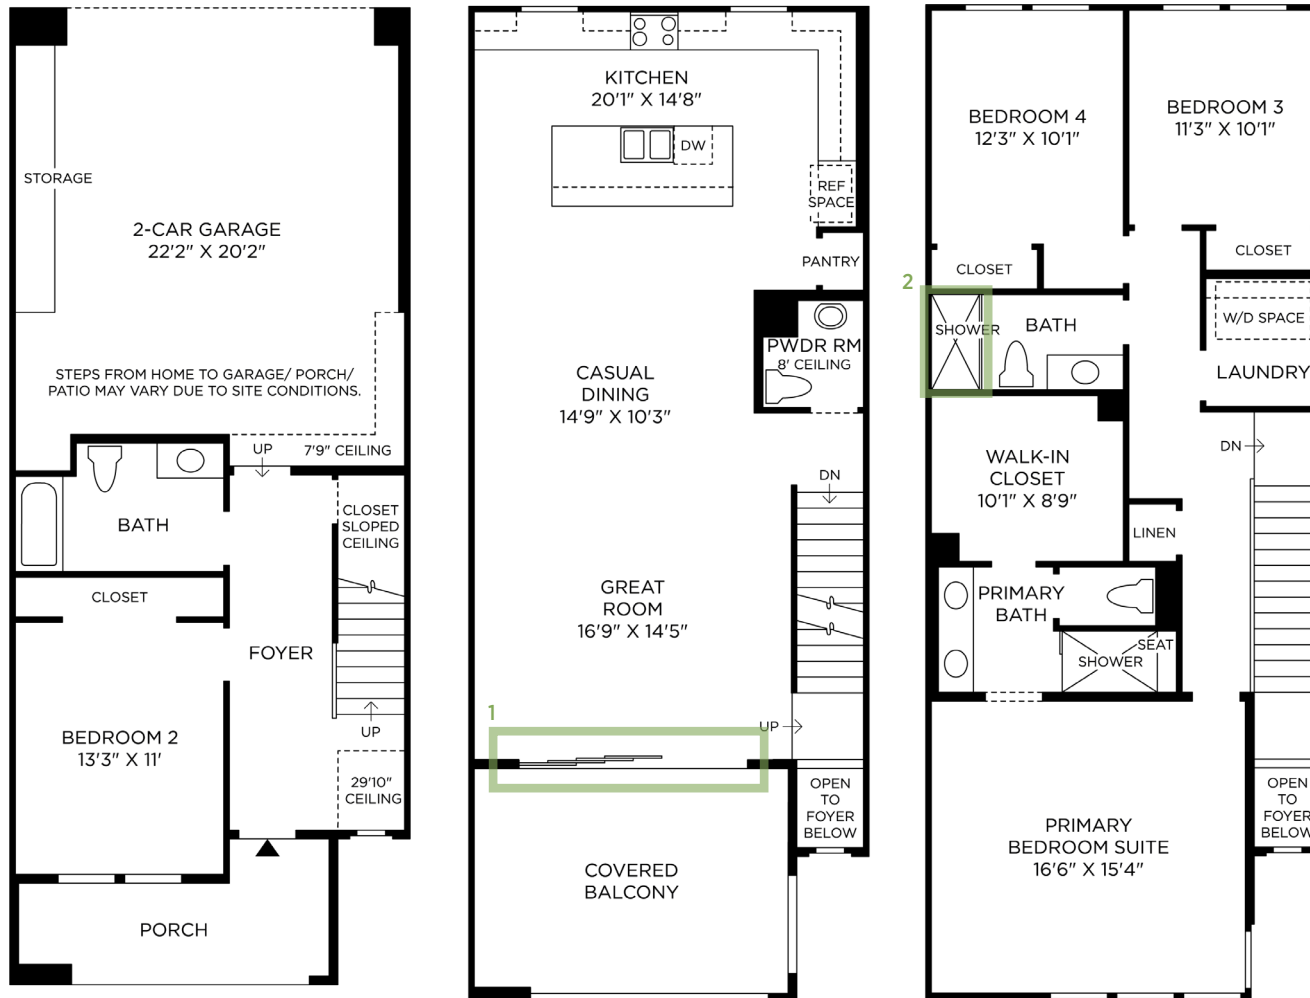 STORAGE
2-CAR GARAGE
22'2" X 20'2"
STEPS FROM HOME TO GARAGE/ PORCH/
PATIO MAY VARY DUE TO SITE CONDITIONS.
UP
7'9" CEILING
BATH
CLOSET
SLOPED
CEILING
CLOSET
FOYER
UP
BEDROOM 2
13'3" X 11'
29'10"
CEILING
PORCH
KITCHEN
20'1" X 14'8"
DW
REF
SPACE
PANTRY
PWDR RM
8' CEILING
CASUAL
DINING
14'9" X 10'3"
DN
GREAT
ROOM
16'9" X 14'5"
1
UP
OPEN
TO
FOYER
BELOW
COVERED
BALCONY
BEDROOM 4
12'3" X 10'1"
BEDROOM 3
11'3" X 10'1"
CLOSET
CLOSET
2
SHOWER
BATH
W/D SPACE
LAUNDRY
WALK-IN
CLOSET
10'1" X 8'9"
DN
LINEN
PRIMARY
BATH
SEAT
SHOWER
PRIMARY
BEDROOM SUITE
16'6" X 15'4"
OPEN
TO
FOYER
BELOW